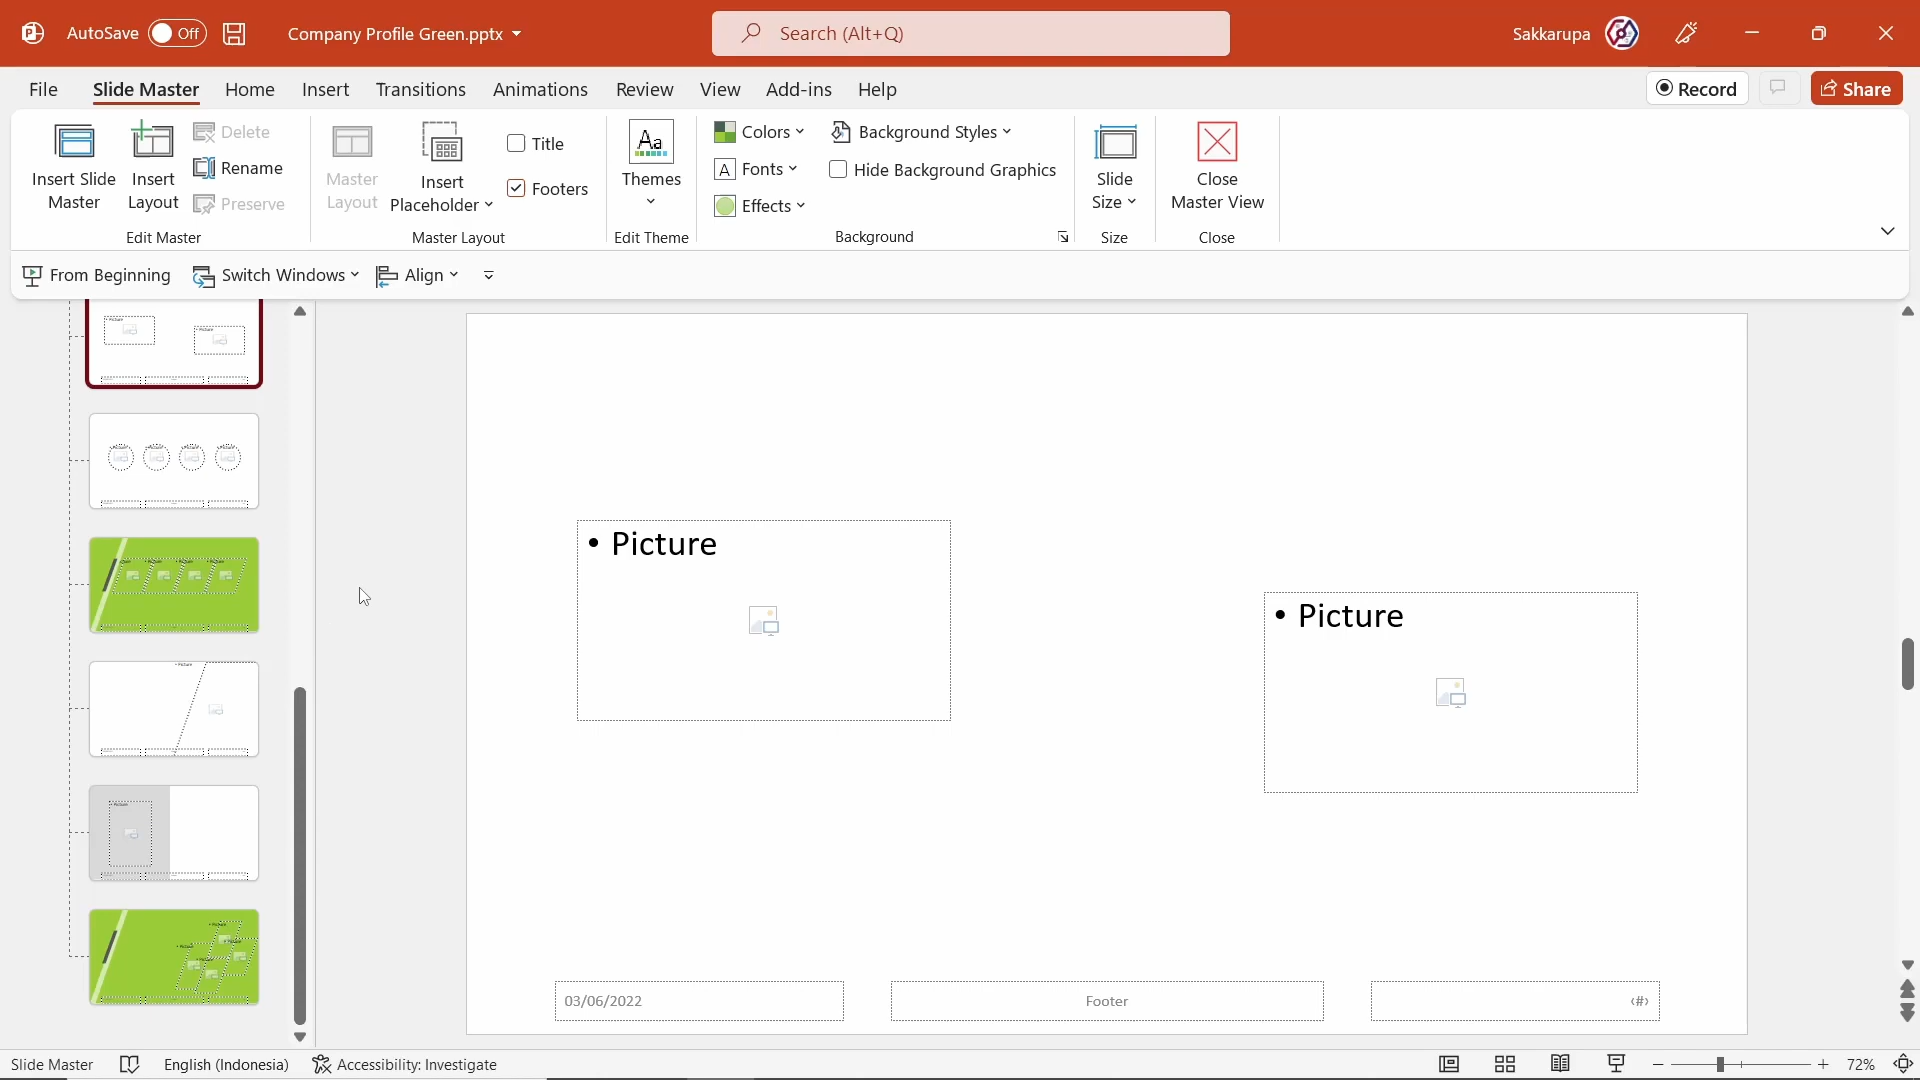 AutoSave Off Company Profile Green.pptx Search (Alt+Q) Sakkarupa
File Slide Master Home Insert Transitions Animations Review View Add-ins Help Record Share
Insert Slide Master
Insert Layout
Delete
Rename
Preserve
Edit Master
Master Layout
Insert Placeholder
Title
Footers
Master Layout
Aa
Themes
Edit Theme
Colors
A Fonts
Effects
Background Styles
Hide Background Graphics
Background
Slide Size
Size
Close Master View
Close
From Beginning Switch Windows Align
• Picture
• Picture
03/06/2022 Footer ‹#›
Slide Master English (Indonesia) Accessibility: Investigate 72%